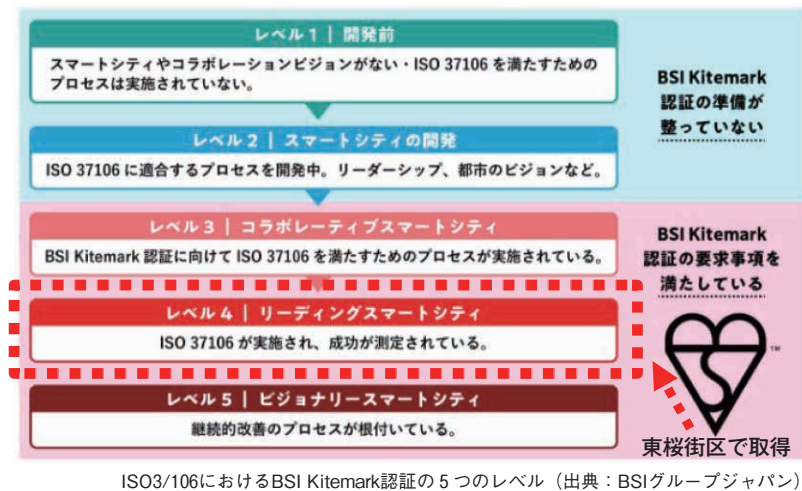 レベル1 | 開発前
スマートシティやコラボレーションビジョンがない・ISO 37106 を満たすための
プロセスは実施されていない。
レベル2 | スマートシティの開発
ISO 37106 に適合するプロセスを開発中。リーダーシップ、都市のビジョンなど。
BSI Kitemark
認証の準備が
整っていない
レベル3 | コラボレーティブスマートシティ
BSI Kitemark 認証に向けて ISO 37106 を満たすためのプロセスが実施されている。
レベル4 | リーディングスマートシティ
ISO 37106 が実施され、成功が測定されている。
レベル5 | ビジョナリースマートシティ
継続的改善のプロセスが根付いている。
BSI Kitemark
認証の要求事項を
満たしている
TM
東桜街区で取得
ISO3/106におけるBSI Kitemark認証の5つのレベル（出典：BSIグループジャパン）